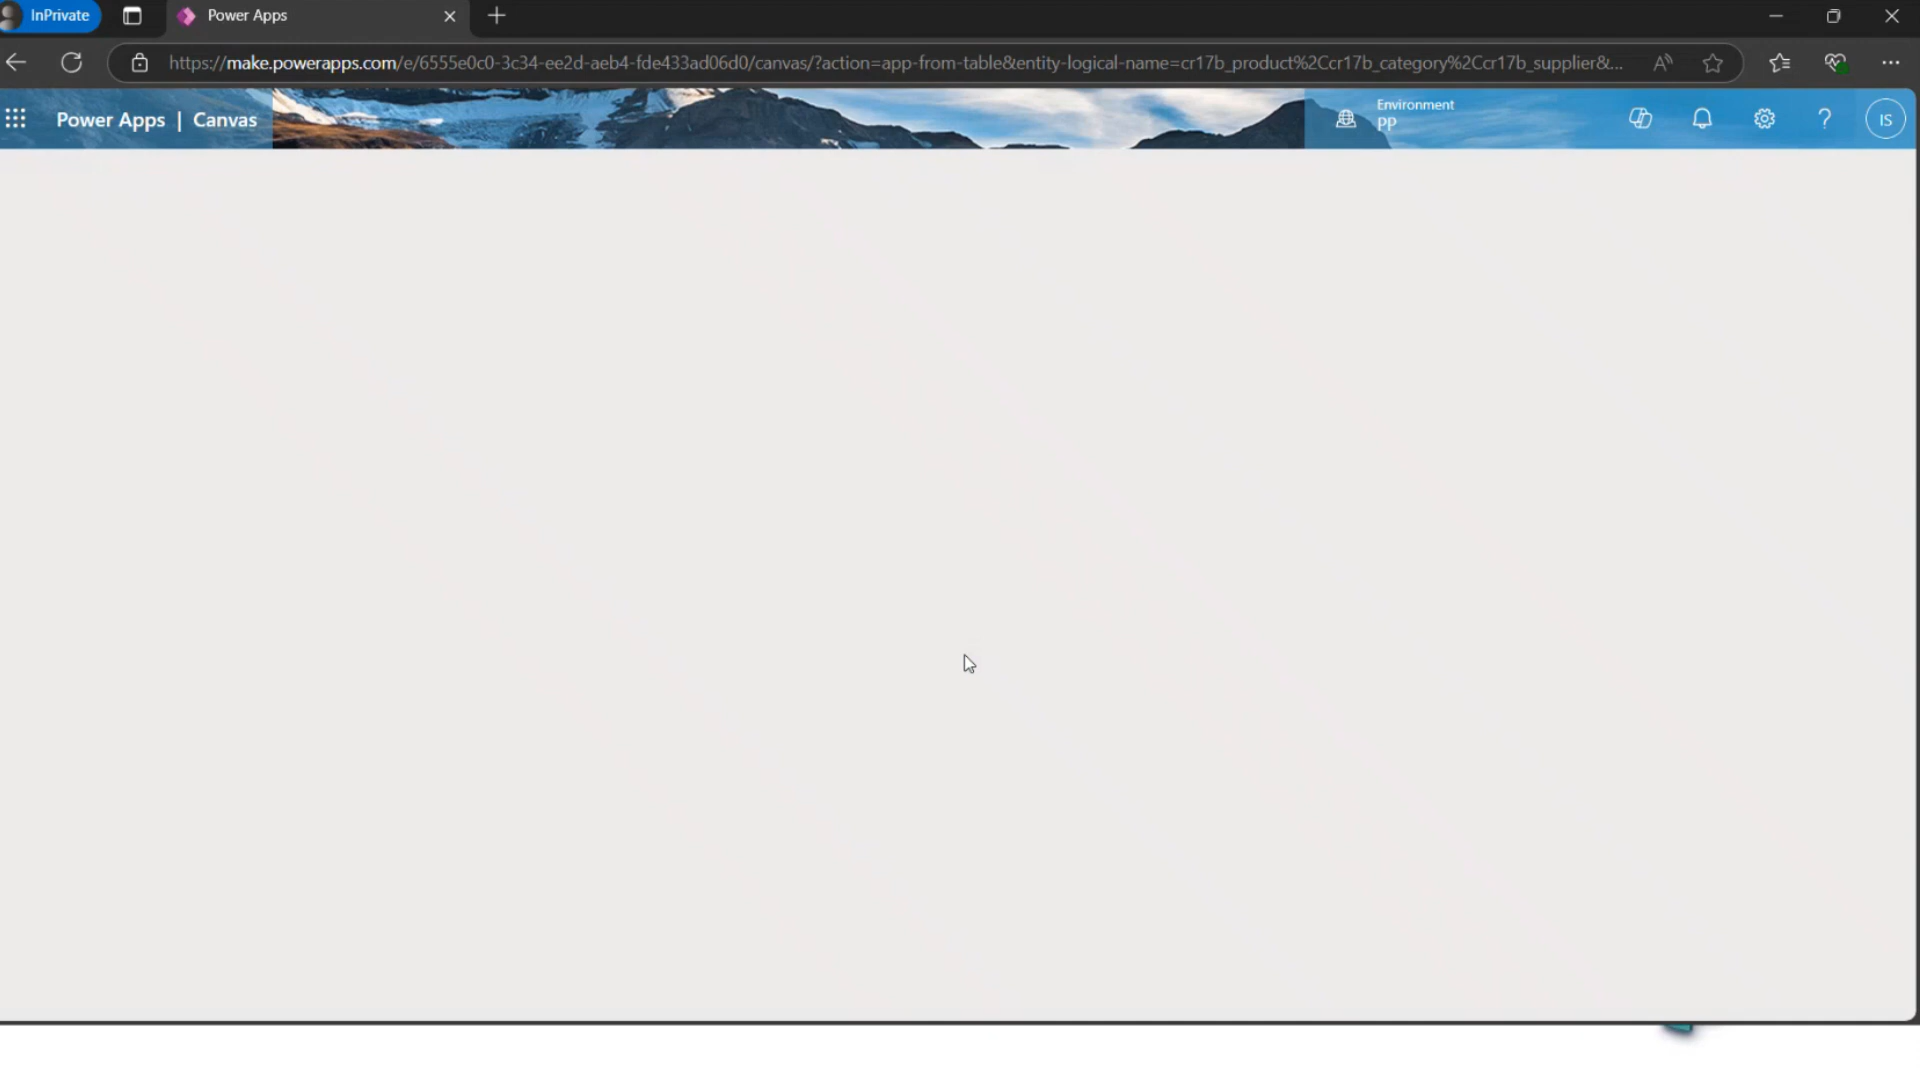 InPrivate
Power Apps
https://make.powerapps.com/e/6555e0c0-3c34-ee2d-aeb4-fde433ad06d0/canvas/?action=app-from-table&entity-logical-name=cr17b_product%2Ccr17b_category%2Ccr17b_supplier&...
Power Apps | Canvas
Environment
PP
IS